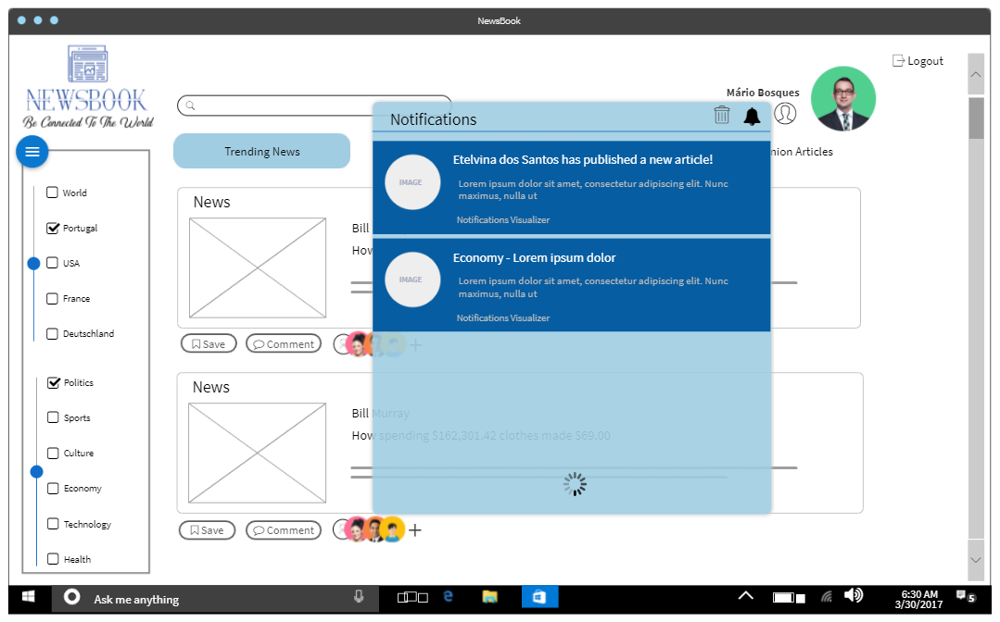 NewsBook
NEWSBOOK
Be Connected To The World
Logout
Mário Bosques
Notifications
Trending News
nion Articles
World
Portugal
USA
France
Deutschland
Politics
Sports
Culture
Economy
Technology
Health
News
Bill
How
IMAGE
Etelvina dos Santos has published a new article!
Lorem ipsum dolor sit amet, consectetur adipiscing elit. Nunc
maximus, nulla ut
Notifications Visualizer
IMAGE
Economy - Lorem ipsum dolor
Lorem ipsum dolor sit amet, consectetur adipiscing elit. Nunc
maximus, nulla ut
Notifications Visualizer
Save
Comment
News
Bill Murray
How spending $162,301.42 clothes made $69.00
Save
Comment
Ask me anything
6:30 AM
3/30/2017
5